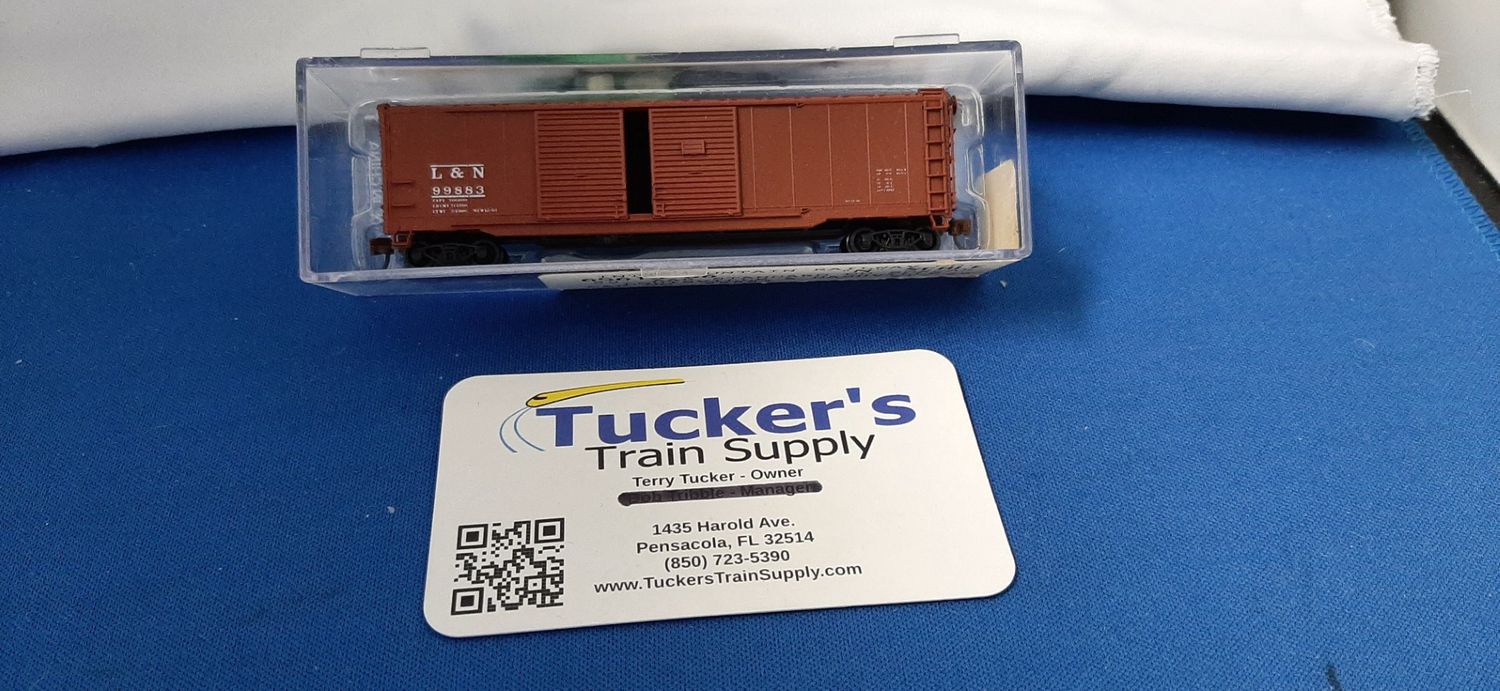 L & N
99883
Tucker's
Train Supply
Terry Tucker - Owner
1435 Harold Ave.
Pensacola, FL 32514
(850) 723-5390
www.TuckersTrainSupply.com